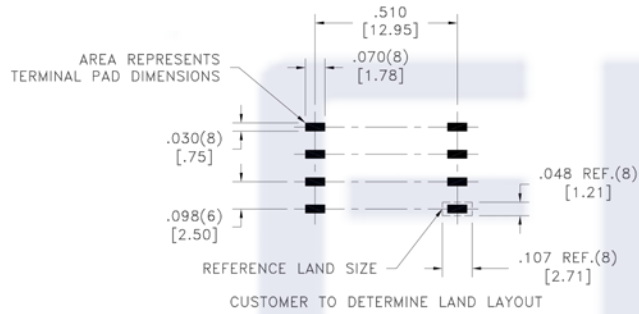 .510
[12.95]
AREA REPRESENTS
TERMINAL PAD DIMENSIONS
.070(8)
[1.78]
.030(8)
[.75]
.048 REF.(8)
[1.21]
.098(6)
[2.50]
REFERENCE LAND SIZE
.107 REF.(8)
[2.71]
CUSTOMER TO DETERMINE LAND LAYOUT